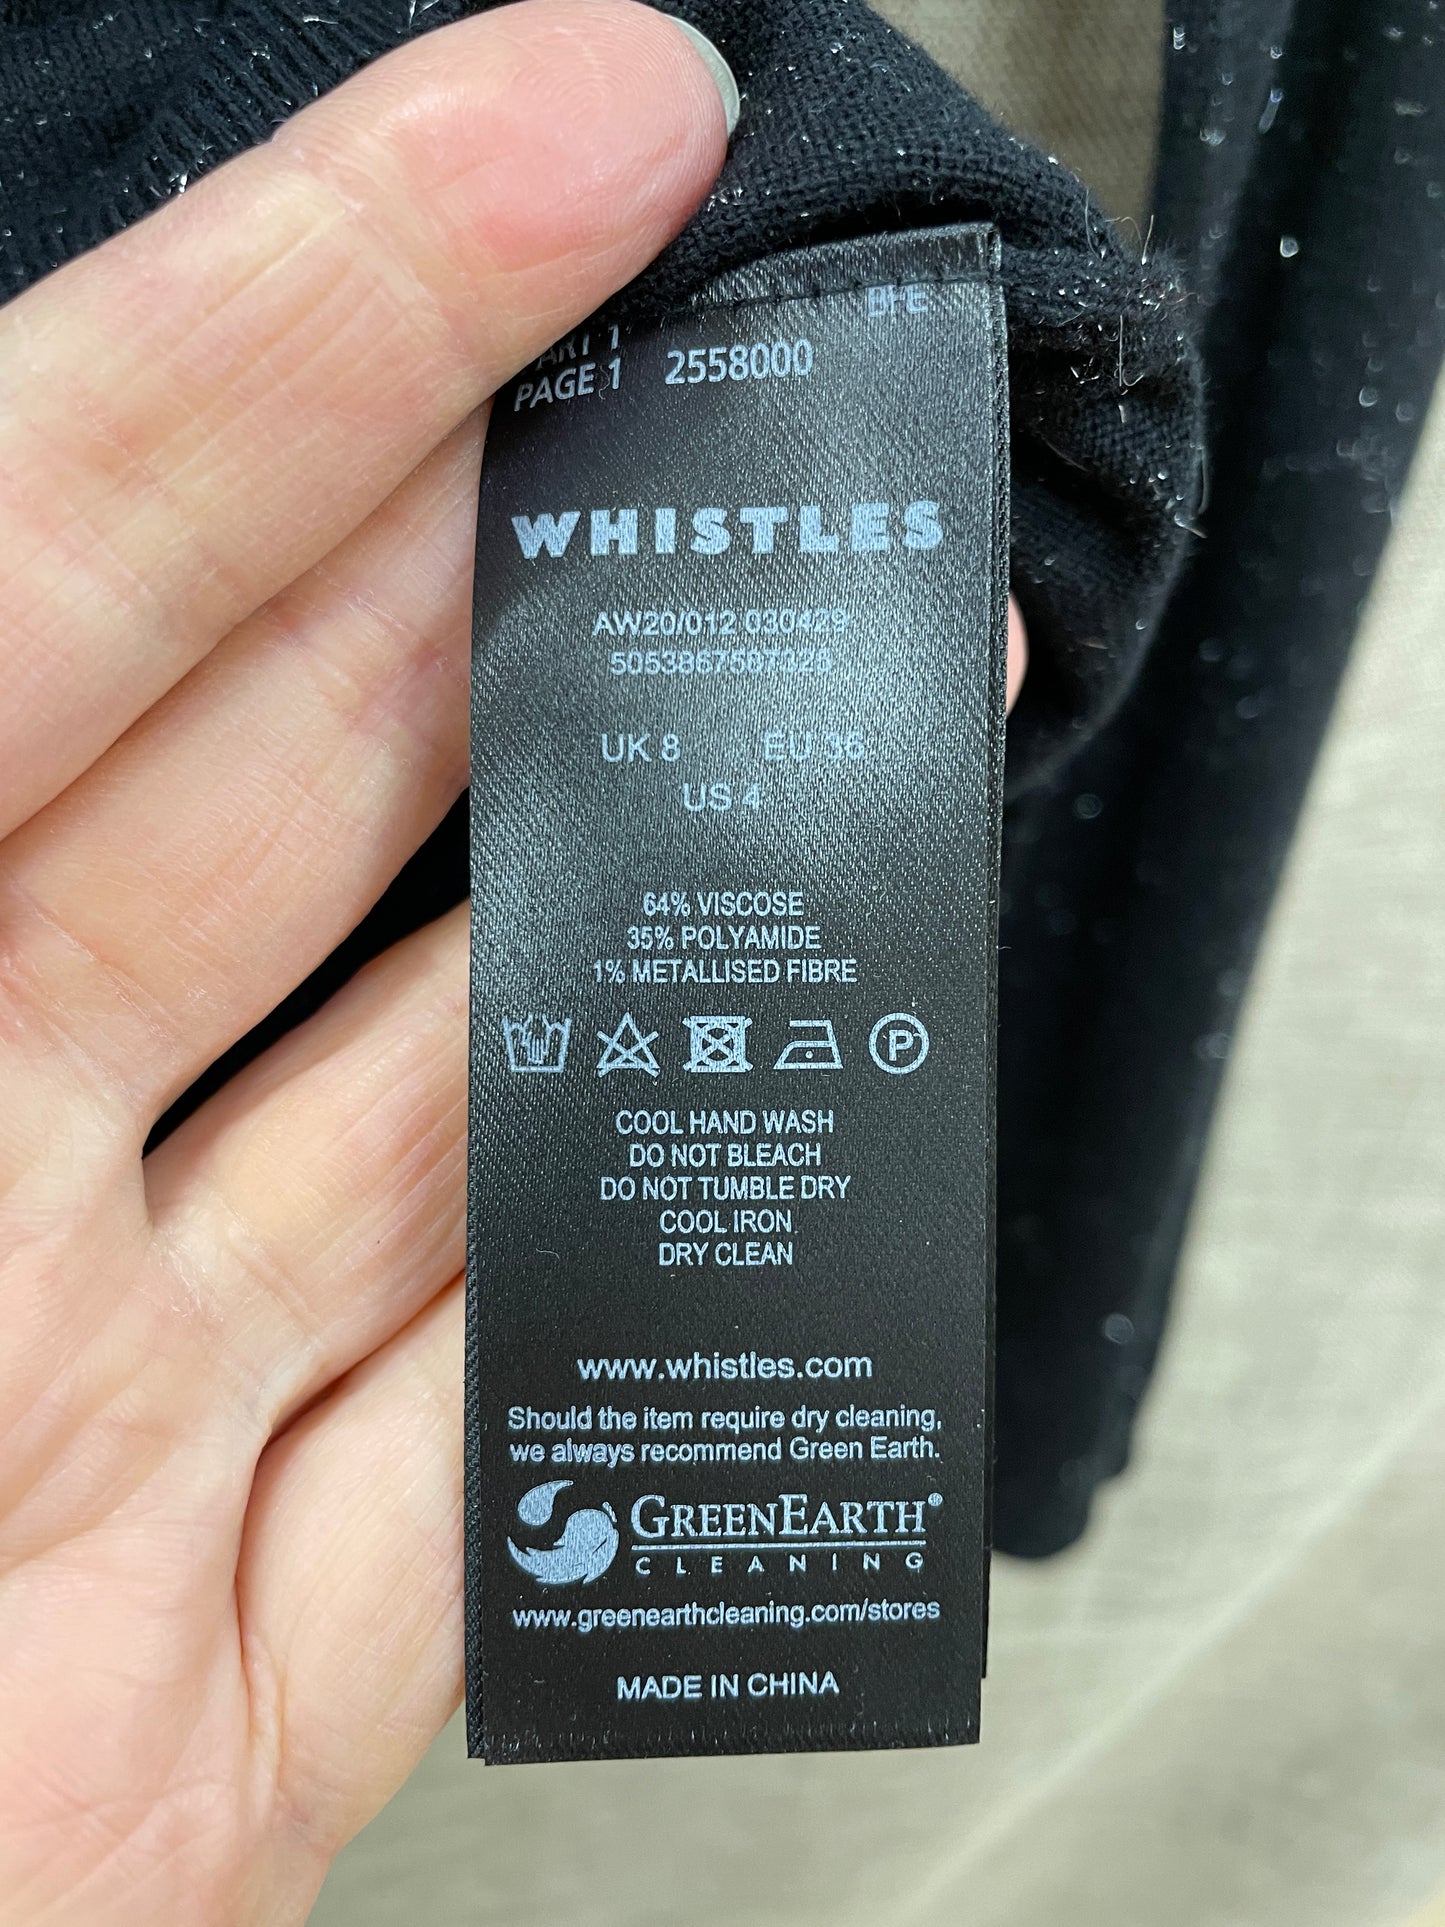 PART 1
PAGE 1 2558000
WHISTLES
AW20/012 030429
UK 8 EU 36
US 4
64% VISCOSE
35% POLYAMIDE
1% METALLISED FIBRE
P
COOL HAND WASH
DO NOT BLEACH
DO NOT TUMBLE DRY
COOL IRON
DRY CLEAN
www.whistles.com
Should the item require dry cleaning,
we always recommend Green Earth.
GREENEARTH®
CLEANING
www.greenearthcleaning.com/stores
MADE IN CHINA